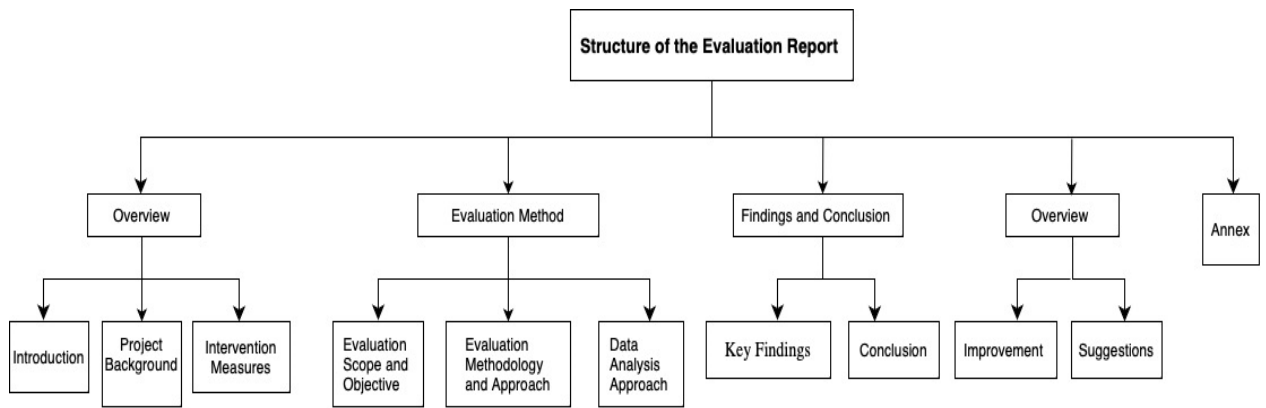 Structure of the Evaluation Report
Overview
Evaluation Method
Findings and Conclusion
Overview
Annex
Introduction
Project
Background
Intervention
Measures
Evaluation
Scope and
Objective
Evaluation
Methodology
and Approach
Data
Analysis
Approach
Key Findings
Conclusion
Improvement
Suggestions